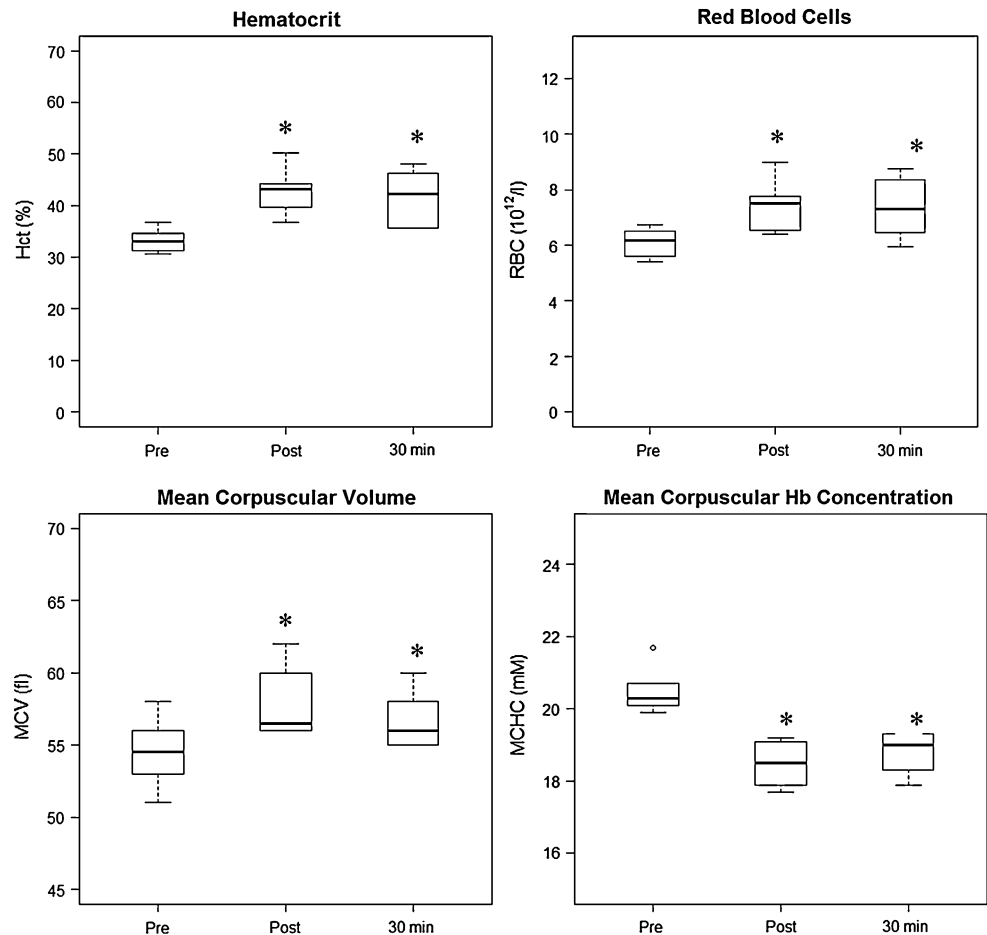 Hematocrit
Hct (%)
70
60
50
40
30
20
10
0
*
*
Pre
Post
30 min
Red Blood Cells
RBC (10¹²/l)
12
10
8
6
4
2
0
*
*
Pre
Post
30 min
Mean Corpuscular Volume
MCV (fl)
70
65
60
55
50
45
*
*
Pre
Post
30 min
Mean Corpuscular Hb Concentration
MCHC (mM)
24
22
20
18
16
*
*
Pre
Post
30 min